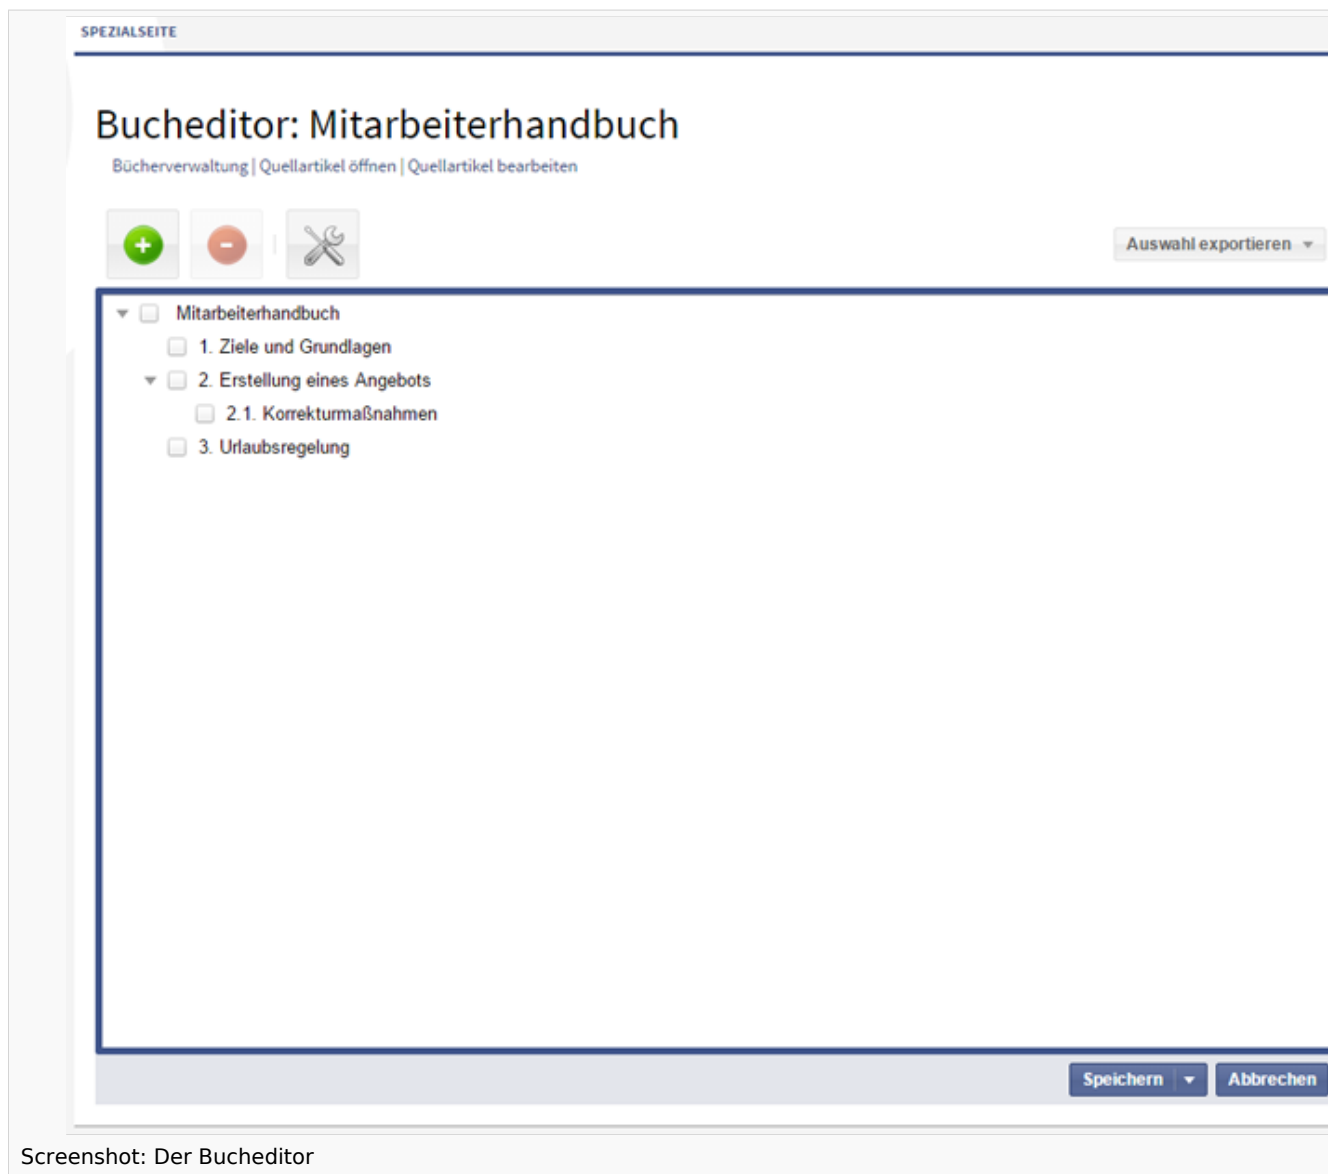 SPEZIALSEITE
Bucheditor: Mitarbeiterhandbuch
Bücherverwaltung | Quellartikel öffnen | Quellartikel bearbeiten
Auswahl exportieren
Mitarbeiterhandbuch
1. Ziele und Grundlagen
2. Erstellung eines Angebots
2.1. Korrekturmaßnahmen
3. Urlaubsregelung
Speichern Abbrechen
Screenshot: Der Bucheditor